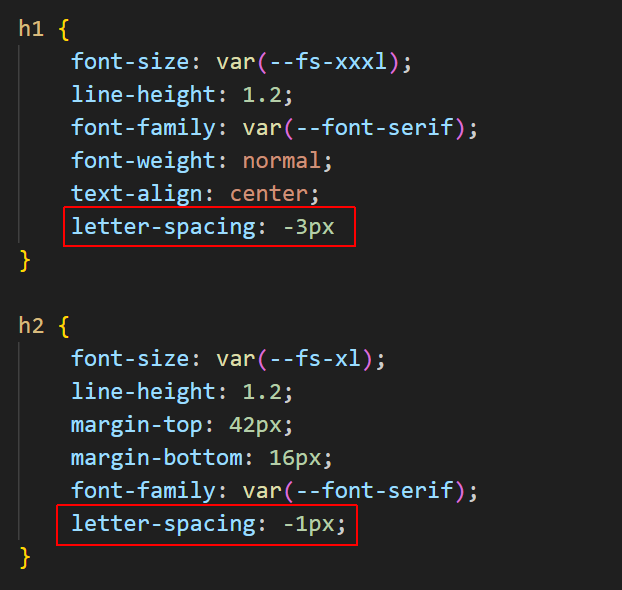 h1 {
font-size: var(--fs-xxxl);
line-height: 1.2;
font-family: var(--font-serif);
font-weight: normal;
text-align: center;
letter-spacing: -3px
}
h2 {
font-size: var(--fs-xl);
line-height: 1.2;
margin-top: 42px;
margin-bottom: 16px;
font-family: var(--font-serif);
letter-spacing: -1px;
}